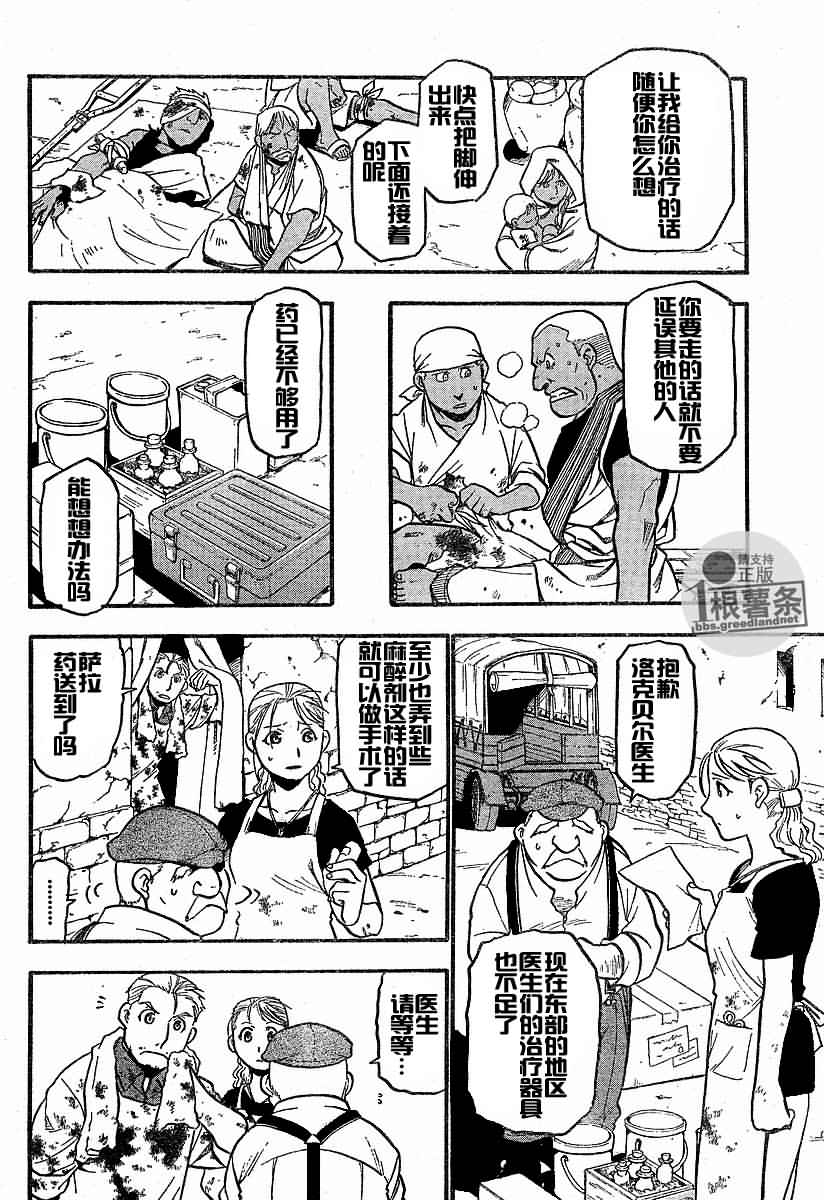 让我给你治疗的话
随便你怎么想
快点把脚伸
出来
下面还接着
的呢
你要走的话就不要
延误其他的人
药已经不够用了
能想想办法吗
请支持
正版
1根薯条
bbs.greedlandnet
抱歉
洛克贝尔医生
现在东部的地区
医生们的治疗器具
也不足了
至少也弄到些
麻醉剂这样的话
就可以做手术了
萨拉
药送到了吗
………
医生
请等等…